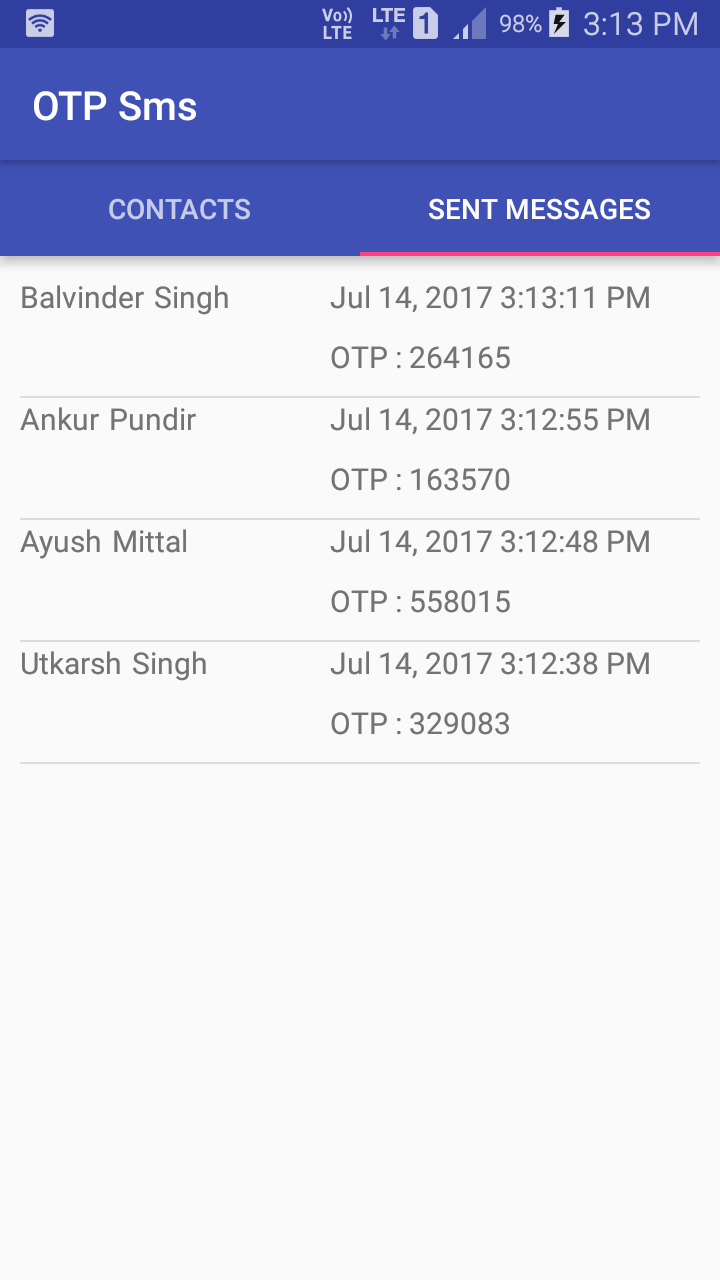 Vo)) LTE LTE 1 98% 3:13 PM
OTP Sms
CONTACTS SENT MESSAGES
Balvinder Singh Jul 14, 2017 3:13:11 PM
OTP : 264165
Ankur Pundir Jul 14, 2017 3:12:55 PM
OTP : 163570
Ayush Mittal Jul 14, 2017 3:12:48 PM
OTP : 558015
Utkarsh Singh Jul 14, 2017 3:12:38 PM
OTP : 329083